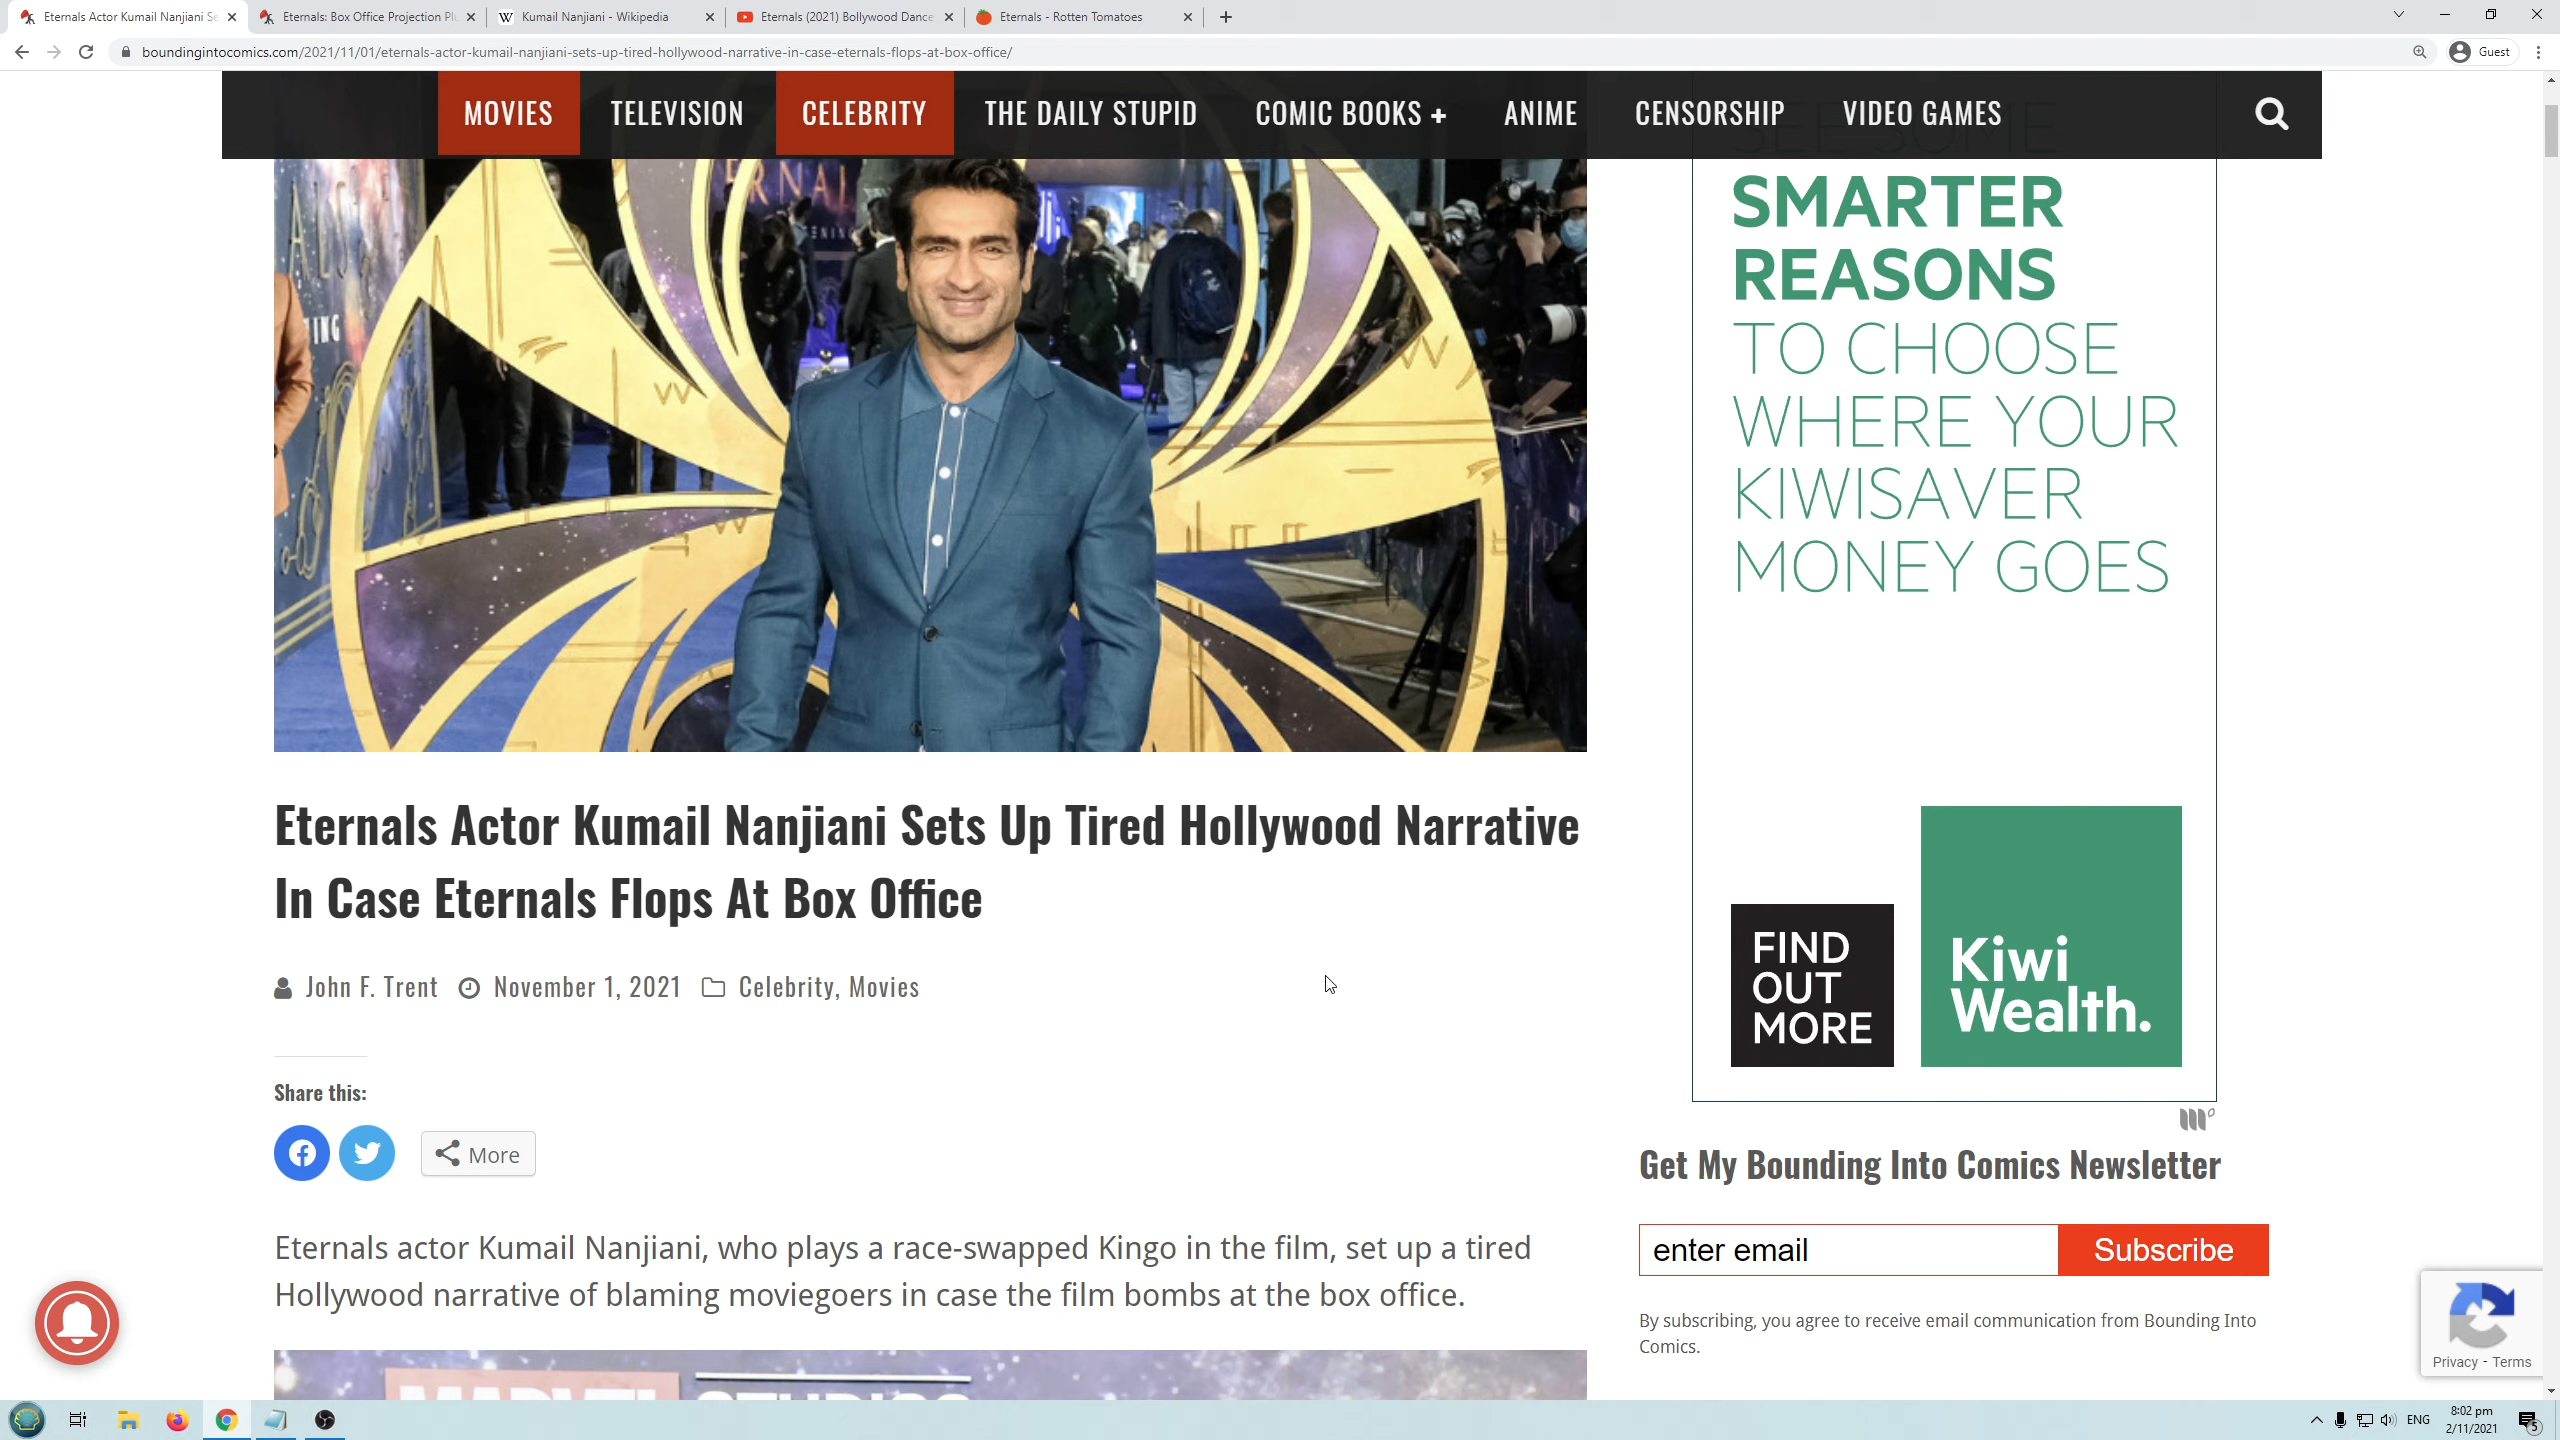 Eternals Actor Kumail Nanjiani Se
Eternals: Box Office Projection Pl
Kumail Nanjiani - Wikipedia
Eternals (2021) Bollywood Dance
Eternals - Rotten Tomatoes
boundingintocomics.com/2021/11/01/eternals-actor-kumail-nanjiani-sets-up-tired-hollywood-narrative-in-case-eternals-flops-at-box-office/
Guest
MOVIES TELEVISION CELEBRITY THE DAILY STUPID COMIC BOOKS + ANIME CENSORSHIP VIDEO GAMES
SEE SOME
SMARTER
REASONS
TO CHOOSE
WHERE YOUR
KIWISAVER
MONEY GOES
FIND
OUT
MORE
Kiwi
Wealth.
Eternals Actor Kumail Nanjiani Sets Up Tired Hollywood Narrative
In Case Eternals Flops At Box Office
John F. Trent November 1, 2021 Celebrity, Movies
Share this:
More
Eternals actor Kumail Nanjiani, who plays a race-swapped Kingo in the film, set up a tired
Hollywood narrative of blaming moviegoers in case the film bombs at the box office.
Get My Bounding Into Comics Newsletter
enter email
Subscribe
By subscribing, you agree to receive email communication from Bounding Into
Comics.
Privacy - Terms
ENG
8:02 pm
2/11/2021
5